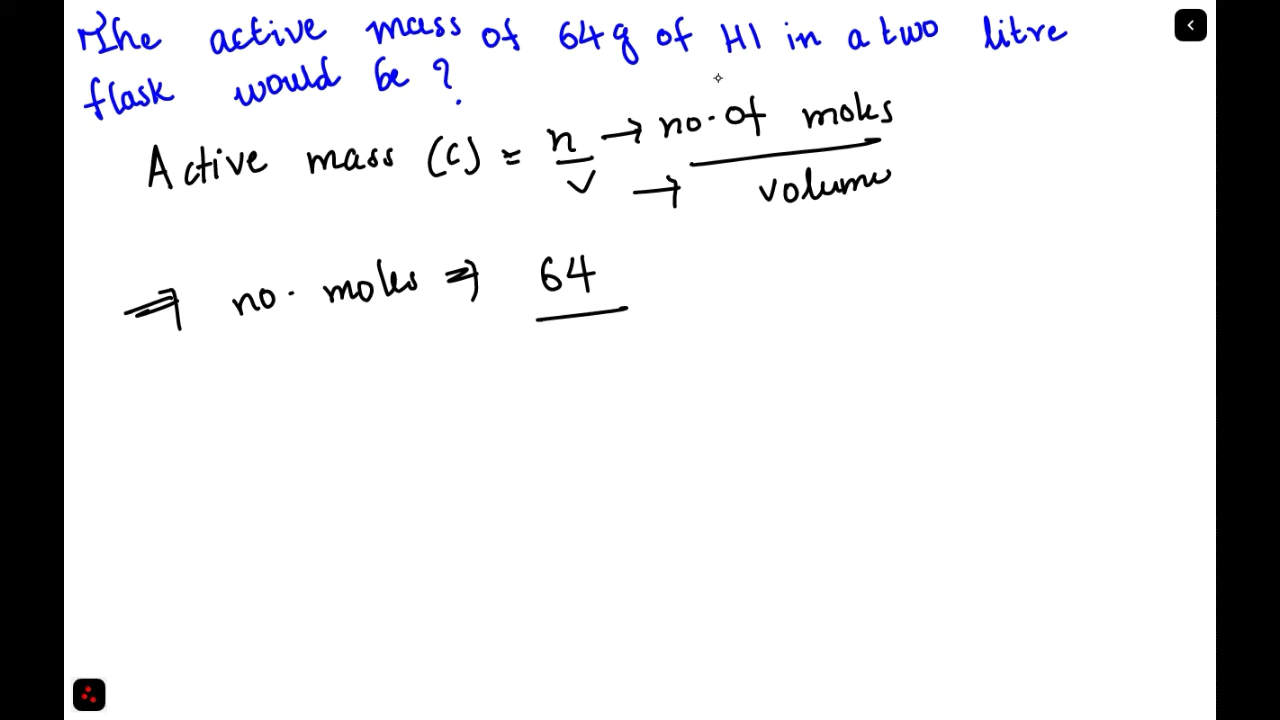 The active mass of 64g of HI in a two litre
flask would be ?
Active mass (C) = n/V → no. of moles
→ volume
⇒ no. moles ⇒ 64